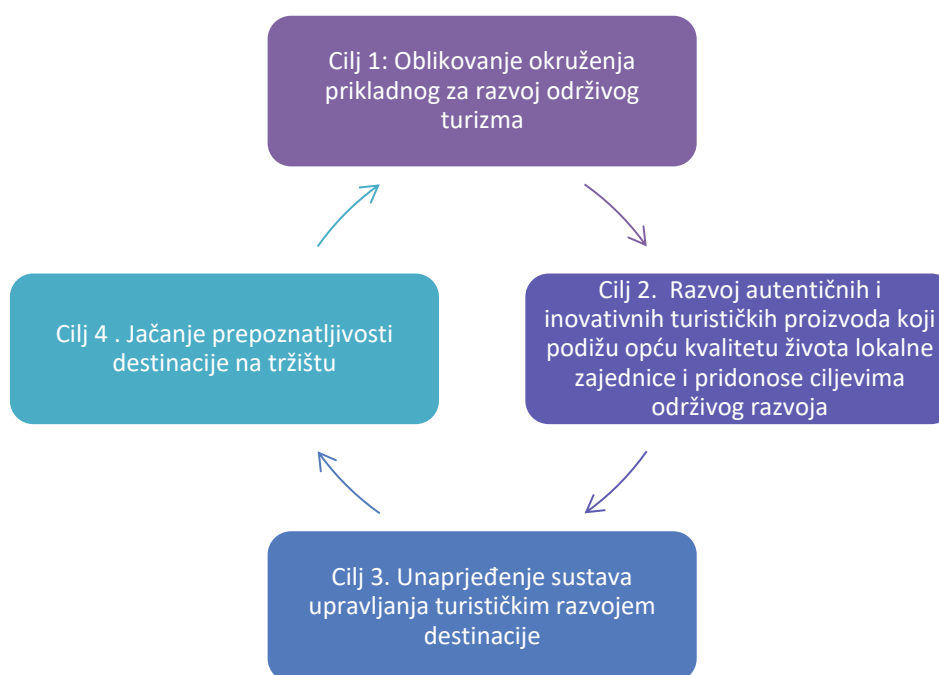 Cilj 1: Oblikovanje okruženja
prikladnog za razvoj održivog
turizma
Cilj 2. Razvoj autentičnih i
inovativnih turističkih proizvoda koji
podižu opću kvalitetu života lokalne
zajednice i pridonose ciljevima
održivog razvoja
Cilj 3. Unaprjeđenje sustava
upravljanja turističkim razvojem
destinacije
Cilj 4 . Jačanje prepoznatljivosti
destinacije na tržištu